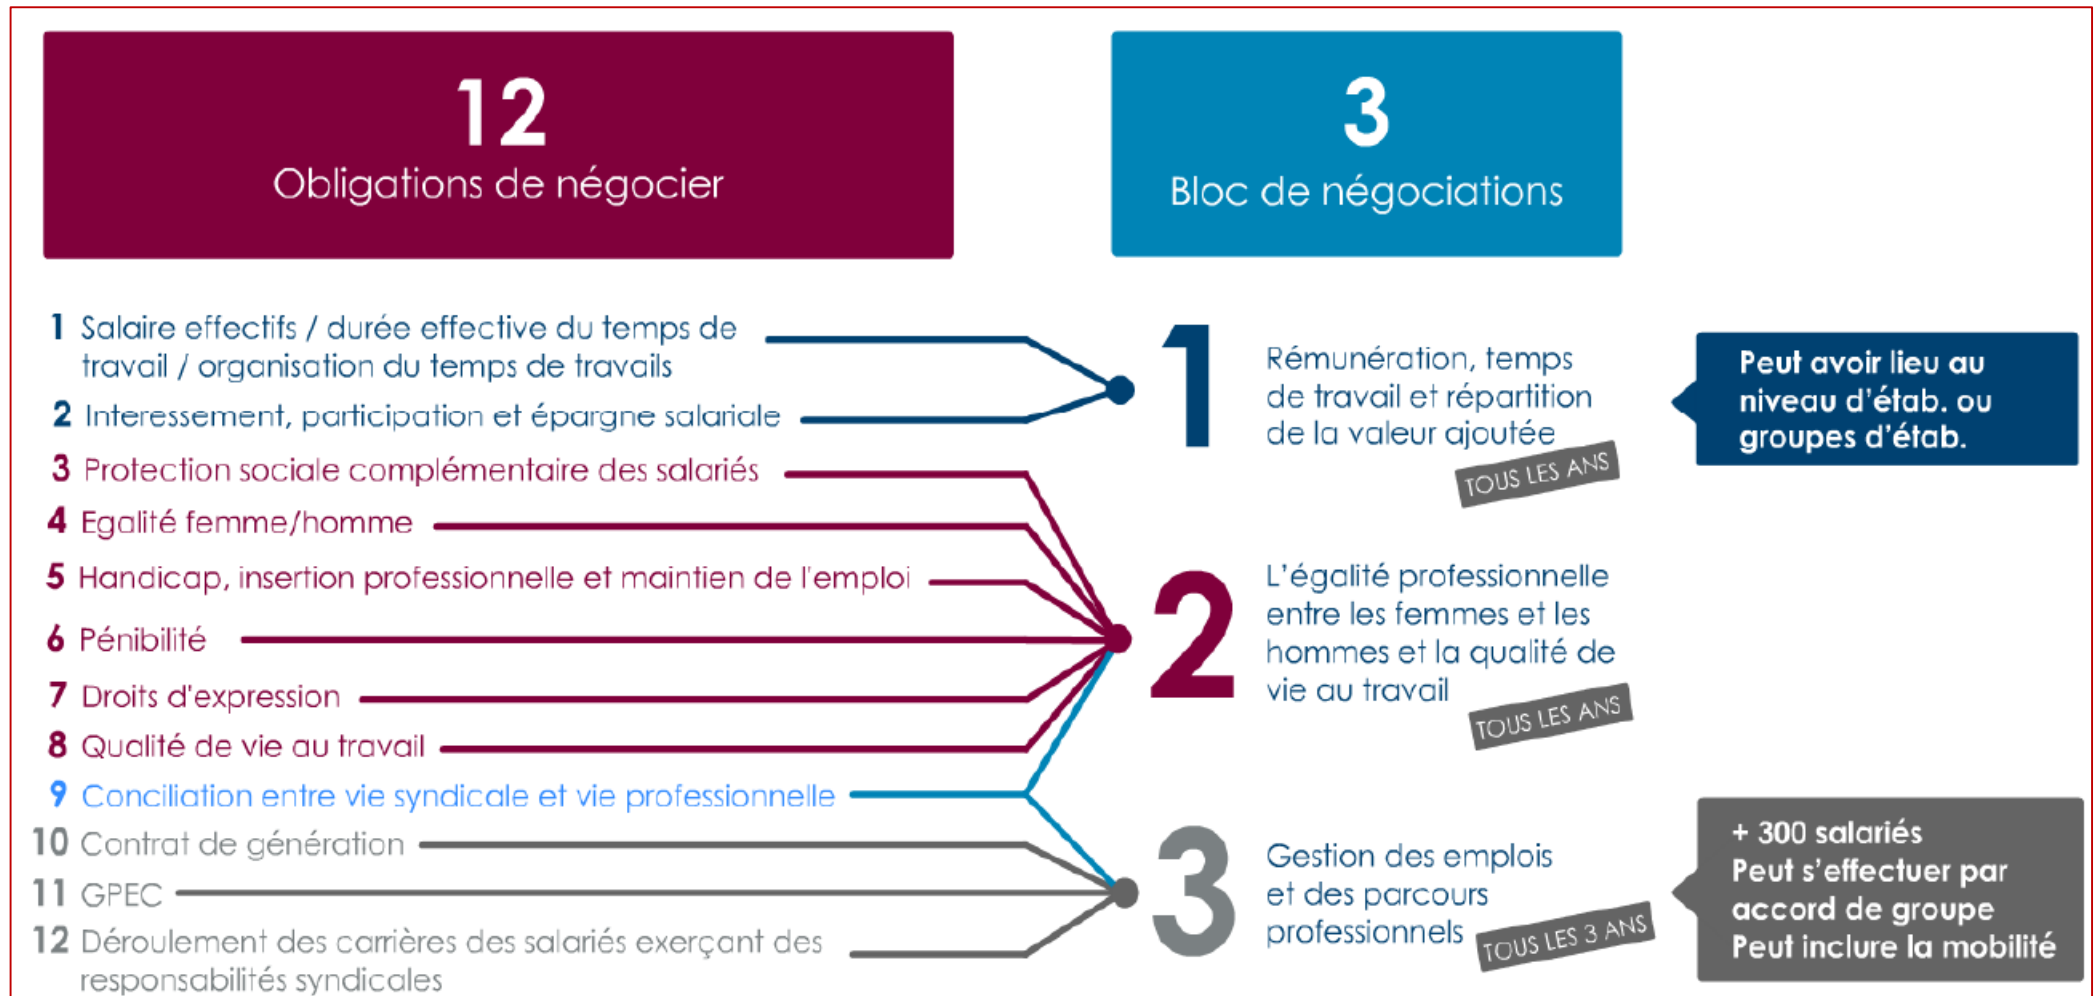 12
Obligations de négocier
3
Bloc de négociations
1 Salaire effectifs / durée effective du temps de
travail / organisation du temps de travails
2 Interessement, participation et épargne salariale
3 Protection sociale complémentaire des salariés
4 Egalité femme/homme
5 Handicap, insertion professionnelle et maintien de l'emploi
6 Pénibilité
7 Droits d'expression
8 Qualité de vie au travail
9 Conciliation entre vie syndicale et vie professionnelle
10 Contrat de génération
11 GPEC
12 Déroulement des carrières des salariés exerçant des
responsabilités syndicales
1
Rémunération, temps
de travail et répartition
de la valeur ajoutée
TOUS LES ANS
Peut avoir lieu au
niveau d'étab. ou
groupes d'étab.
2
L'égalité professionnelle
entre les femmes et les
hommes et la qualité de
vie au travail
TOUS LES ANS
3
Gestion des emplois
et des parcours
professionnels
TOUS LES 3 ANS
+ 300 salariés
Peut s'effectuer par
accord de groupe
Peut inclure la mobilité